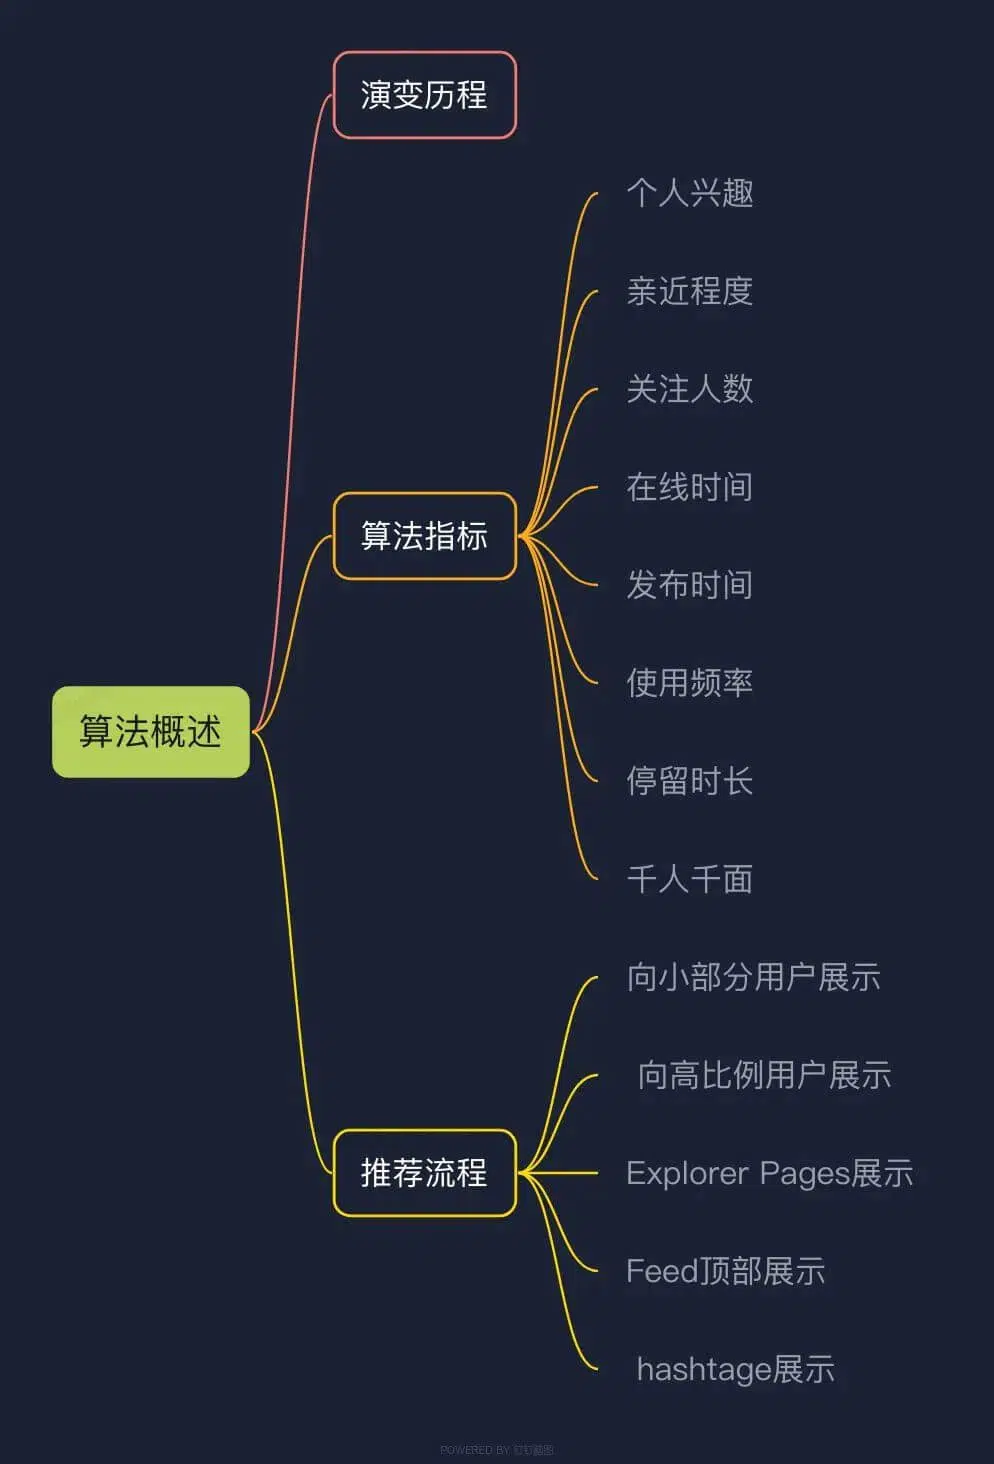 演变历程
个人兴趣
亲近程度
关注人数
在线时间
算法指标
发布时间
使用频率
算法概述
停留时长
千人千面
向小部分用户展示
向高比例用户展示
推荐流程
Explorer Pages展示
Feed顶部展示
hashtage展示
POWERED BY 钉钉脑图